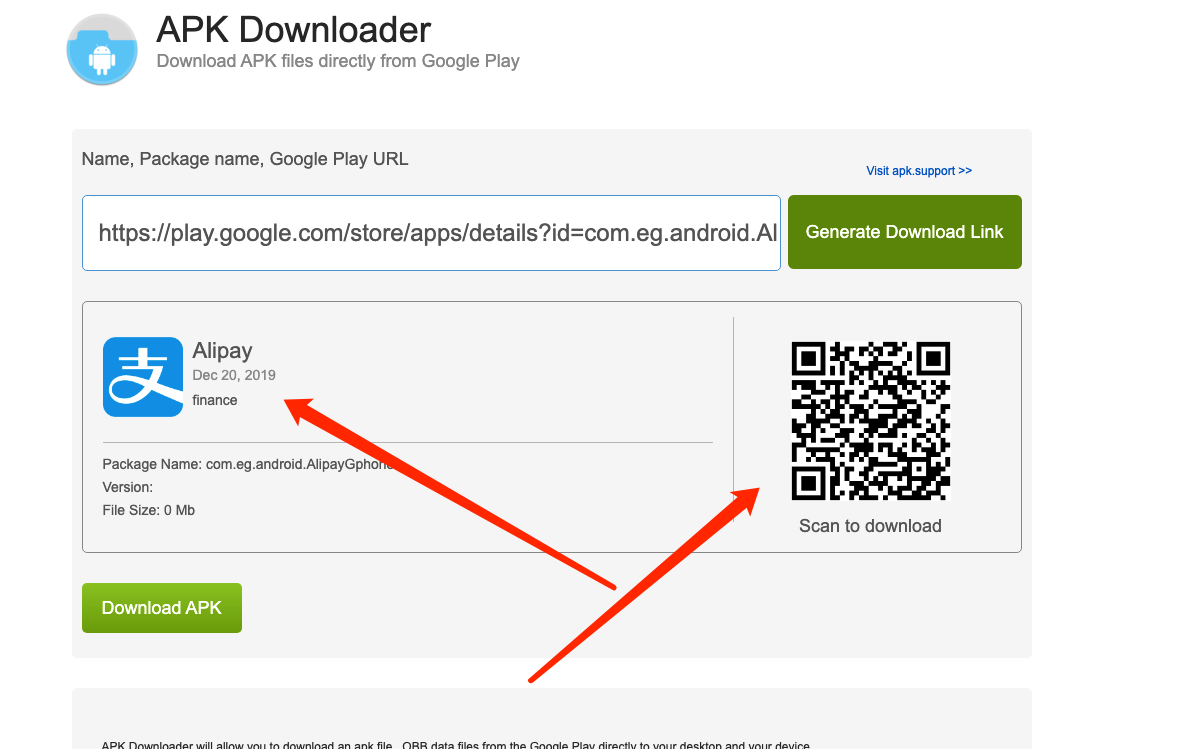 APK Downloader
Download APK files directly from Google Play
Name, Package name, Google Play URL
Visit apk.support >>
https://play.google.com/store/apps/details?id=com.eg.android.Al
Generate Download Link
支
Alipay
Dec 20, 2019
finance
Package Name: com.eg.android.AlipayGphone
Version:
File Size: 0 Mb
Scan to download
Download APK
APK Downloader will allow you to download an apk file, OBB data files from the Google Play directly to your desktop and your device